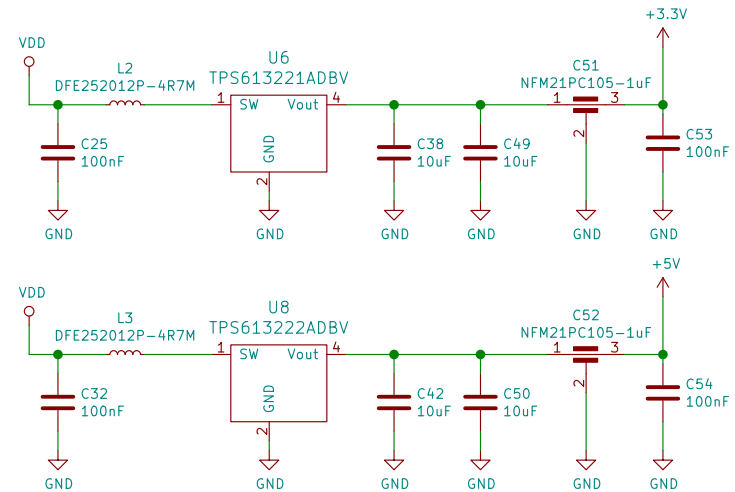 +3.3V
VDD
L2
DFE252012P-4R7M
U6
TPS613221ADBV
C51
NFM21PC105-1uF
1 SW Vout 4
1 3
GND
2
2
C25
100nF
C38
10uF
C49
10uF
C53
100nF
GND GND GND GND GND GND
+5V
VDD
L3
DFE252012P-4R7M
U8
TPS613222ADBV
C52
NFM21PC105-1uF
1 SW Vout 4
1 3
GND
2
2
C32
100nF
C42
10uF
C50
10uF
C54
100nF
GND GND GND GND GND GND